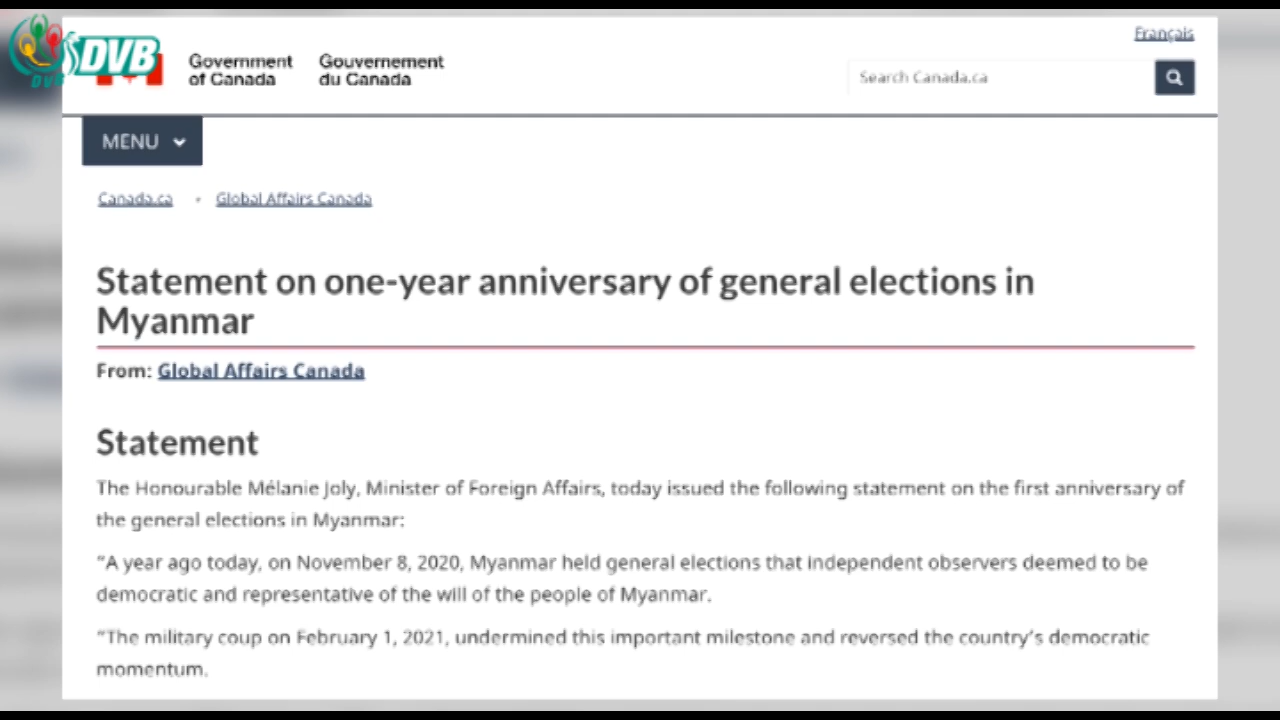 DVB
DVB
Government of Canada
Gouvernement du Canada
Français
Search Canada.ca
MENU
Canada.ca
Global Affairs Canada
Statement on one-year anniversary of general elections in
Myanmar
From: Global Affairs Canada
Statement
The Honourable Mélanie Joly, Minister of Foreign Affairs, today issued the following statement on the first anniversary of
the general elections in Myanmar:
“A year ago today, on November 8, 2020, Myanmar held general elections that independent observers deemed to be
democratic and representative of the will of the people of Myanmar.
“The military coup on February 1, 2021, undermined this important milestone and reversed the country’s democratic
momentum.